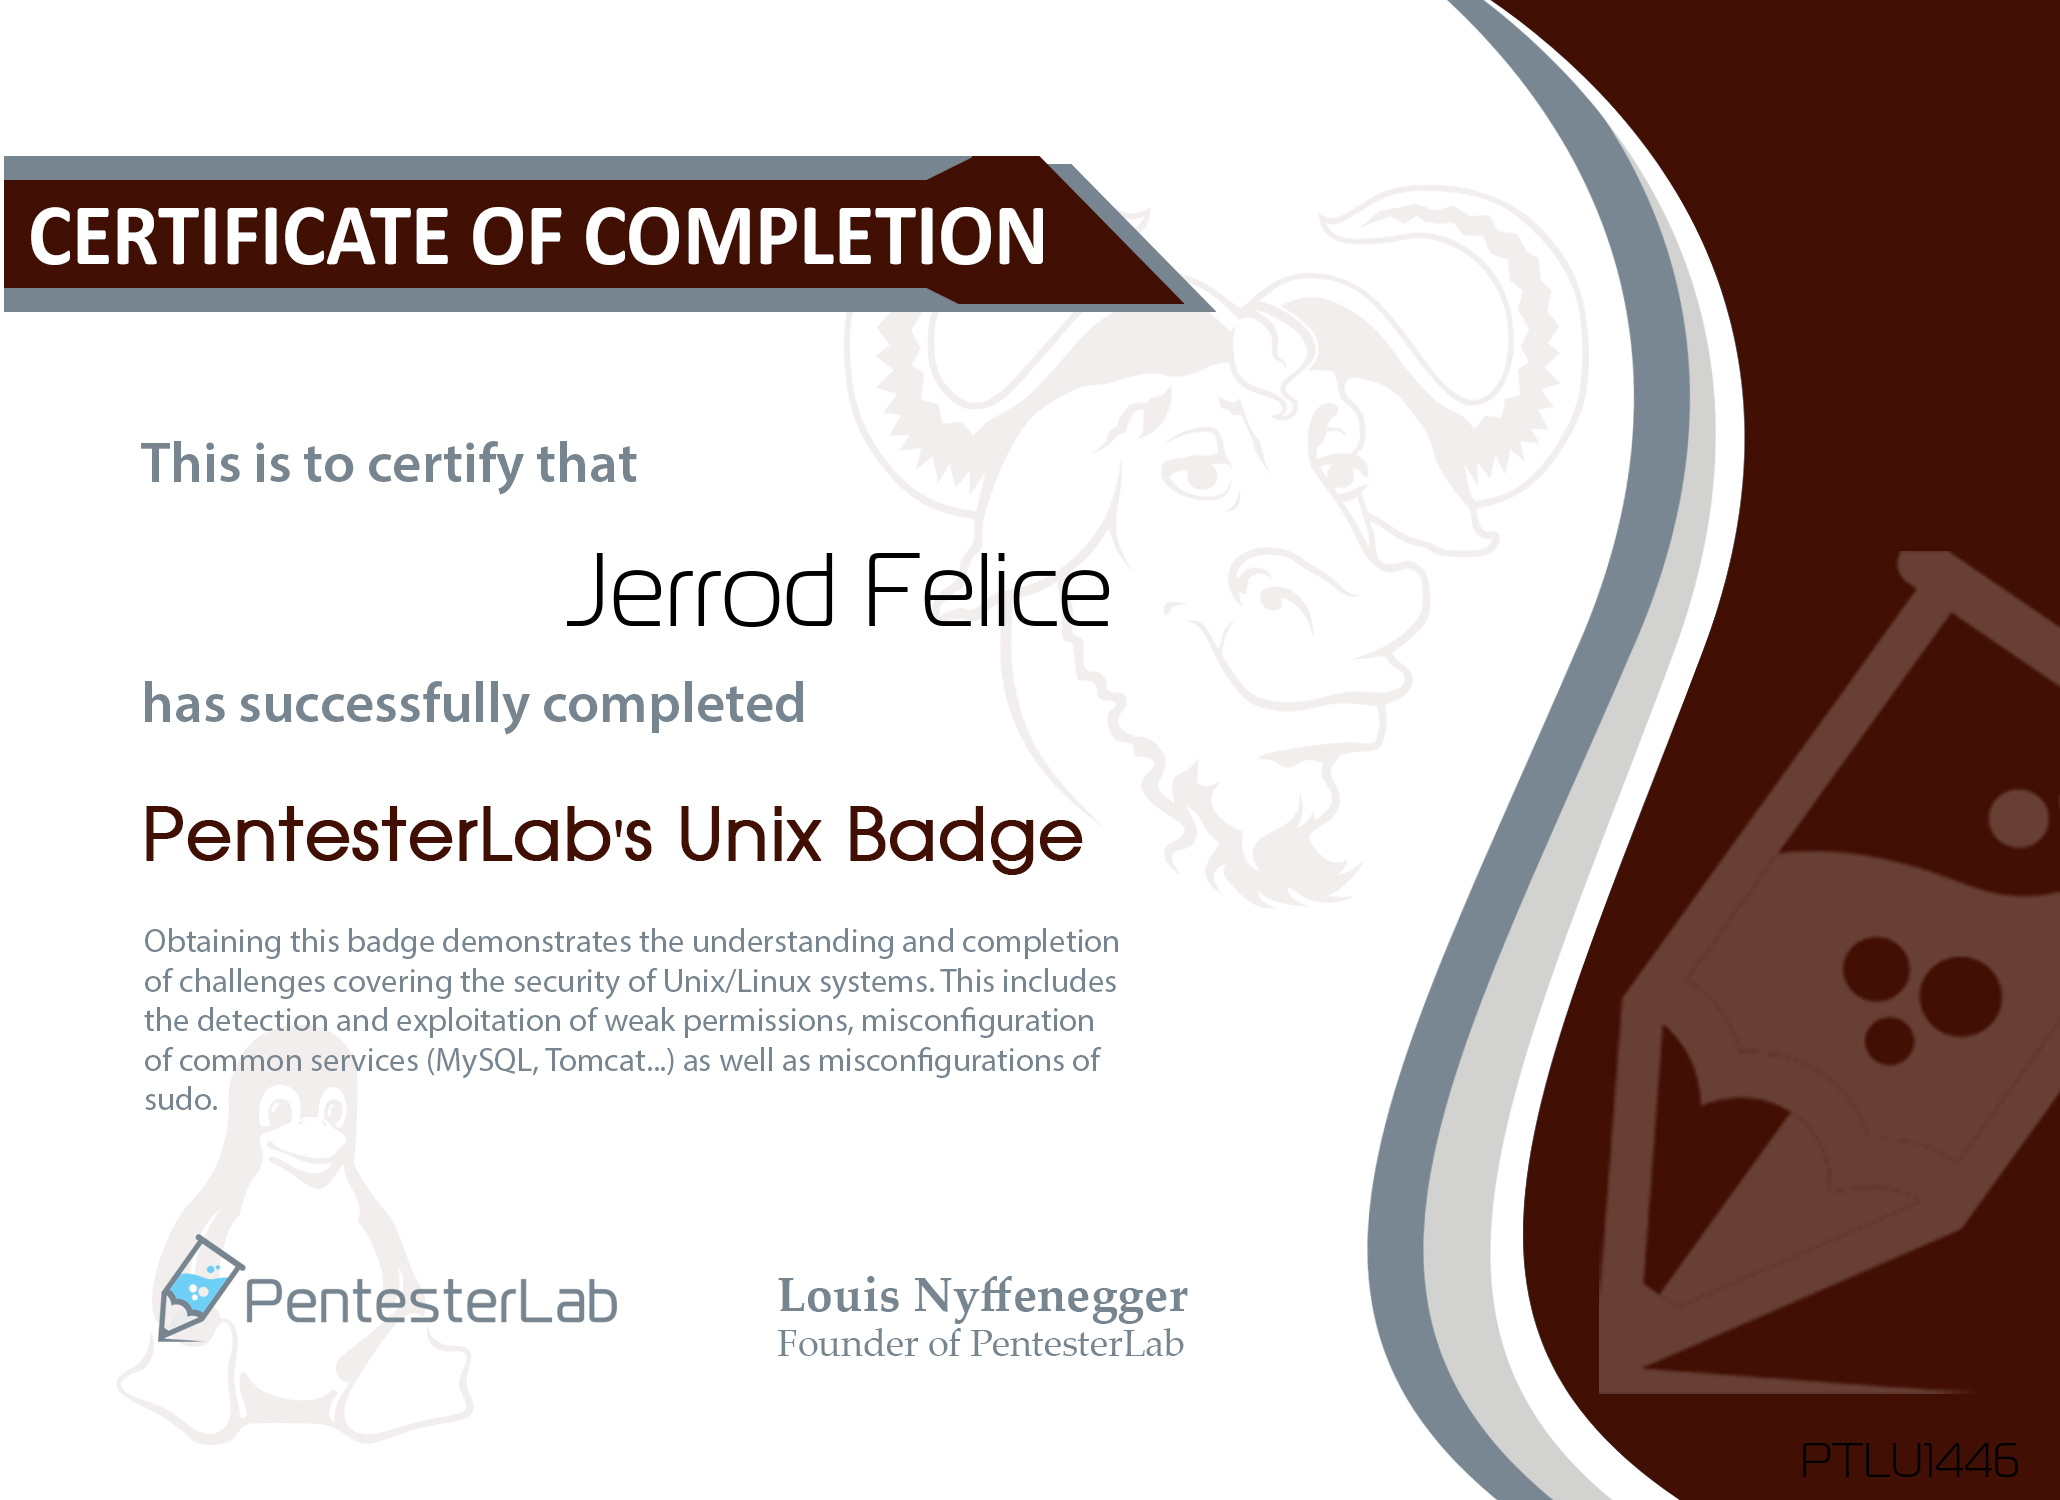 CERTIFICATE OF COMPLETION
This is to certify that
Jerrod Felice
has successfully completed
PentesterLab's Unix Badge
Obtaining this badge demonstrates the understanding and completion
of challenges covering the security of Unix/Linux systems. This includes
the detection and exploitation of weak permissions, misconfiguration
of common services (MySQL, Tomcat...) as well as misconfigurations of
sudo.
PentesterLab
Louis Nyffenegger
Founder of PentesterLab
PTLU1446